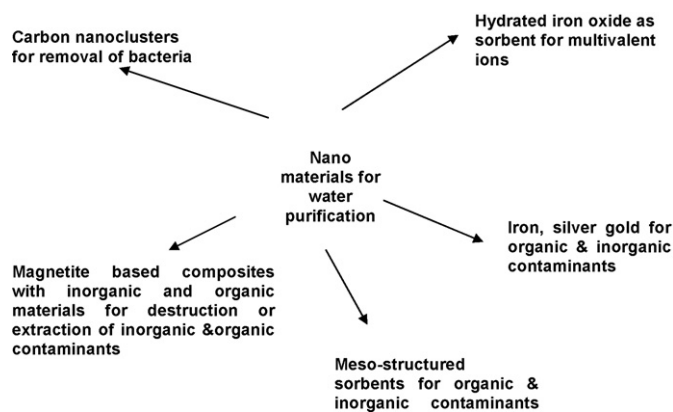 Carbon nanoclusters
for removal of bacteria
Hydrated iron oxide as
sorbent for multivalent
ions
Nano
materials for
water
purification
Iron, silver gold for
organic & inorganic
contaminants
Magnetite based composites
with inorganic and organic
materials for destruction or
extraction of inorganic &organic
contaminants
Meso-structured
sorbents for organic &
inorganic contaminants